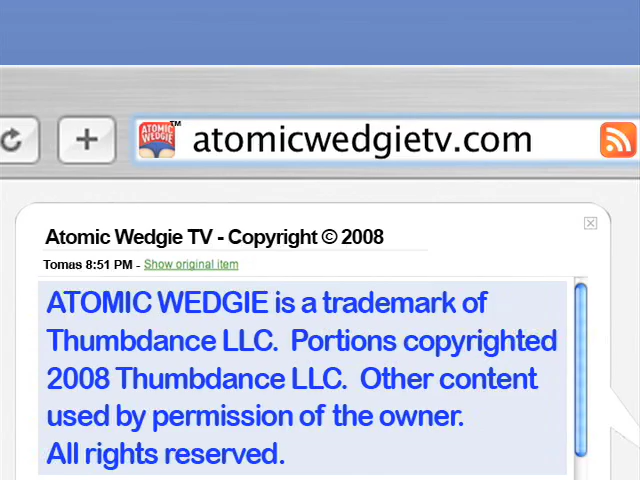 ATOMIC WEDGIE ™ atomicwedgietv.com
Atomic Wedgie TV - Copyright © 2008
Tomas 8:51 PM - Show original item
ATOMIC WEDGIE is a trademark of
Thumbdance LLC.  Portions copyrighted
2008 Thumbdance LLC.  Other content
used by permission of the owner.
All rights reserved.